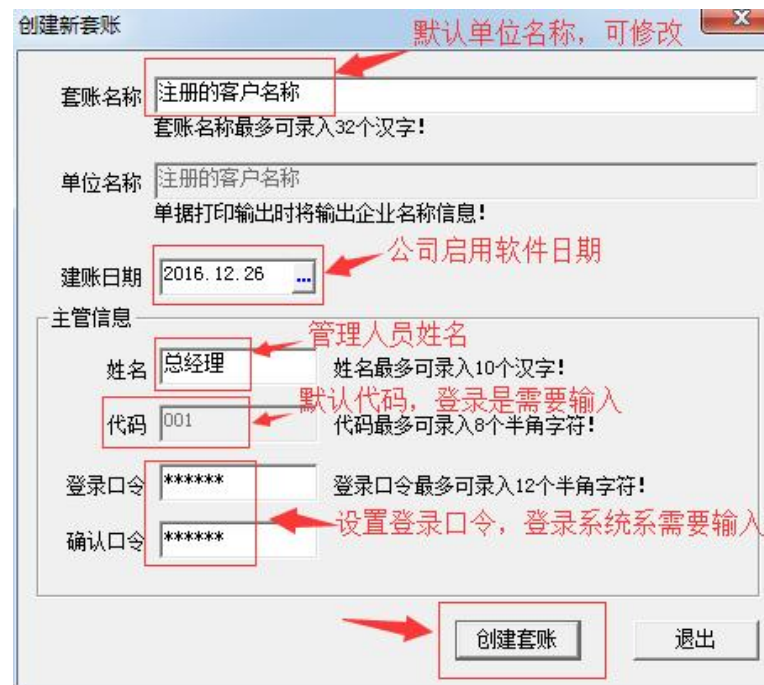 创建新套账
默认单位名称，可修改
套账名称 注册的客户名称
套账名称最多可录入32个汉字！
单位名称 注册的客户名称
单据打印输出时将输出企业名称信息！
公司启用软件日期
建账日期 2016.12.26 ...
主管信息
管理人员姓名
姓名 总经理 姓名最多可录入10个汉字！
默认代码，登录是需要输入
代码 001 代码最多可录入8个半角字符！
登录口令 ****** 登录口令最多可录入12个半角字符！
设置登录口令，登录系统系需要输入
确认口令 ******
创建套账 退出